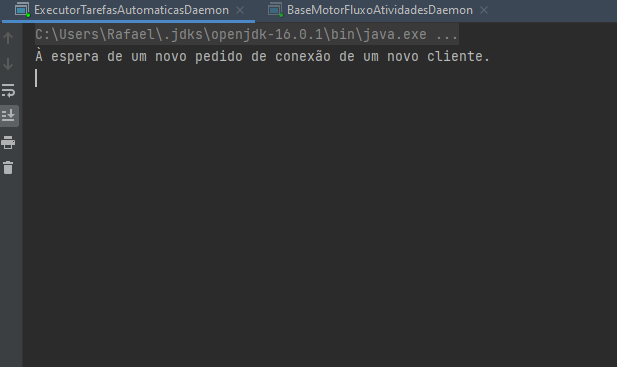 ExecutorTarefasAutomaticasDaemon BaseMotorFluxoAtividadesDaemon
C:\Users\Rafael\.jdks\openjdk-16.0.1\bin\java.exe ...
À espera de um novo pedido de conexão de um novo cliente.